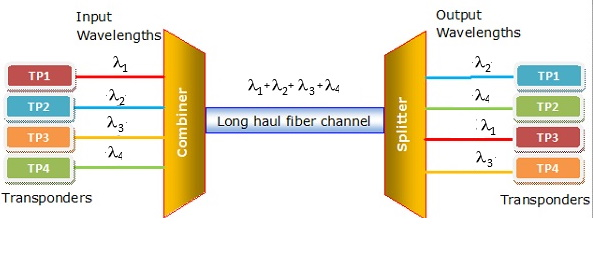 Input
Wavelengths
Output
Wavelengths
TP1
λ1
TP2
λ2
TP3
λ3
TP4
λ4
Transponders
Combiner
λ1+λ2+λ3+λ4
Long haul fiber channel
Splitter
λ2
TP1
λ4
TP2
λ1
TP3
λ3
TP4
Transponders